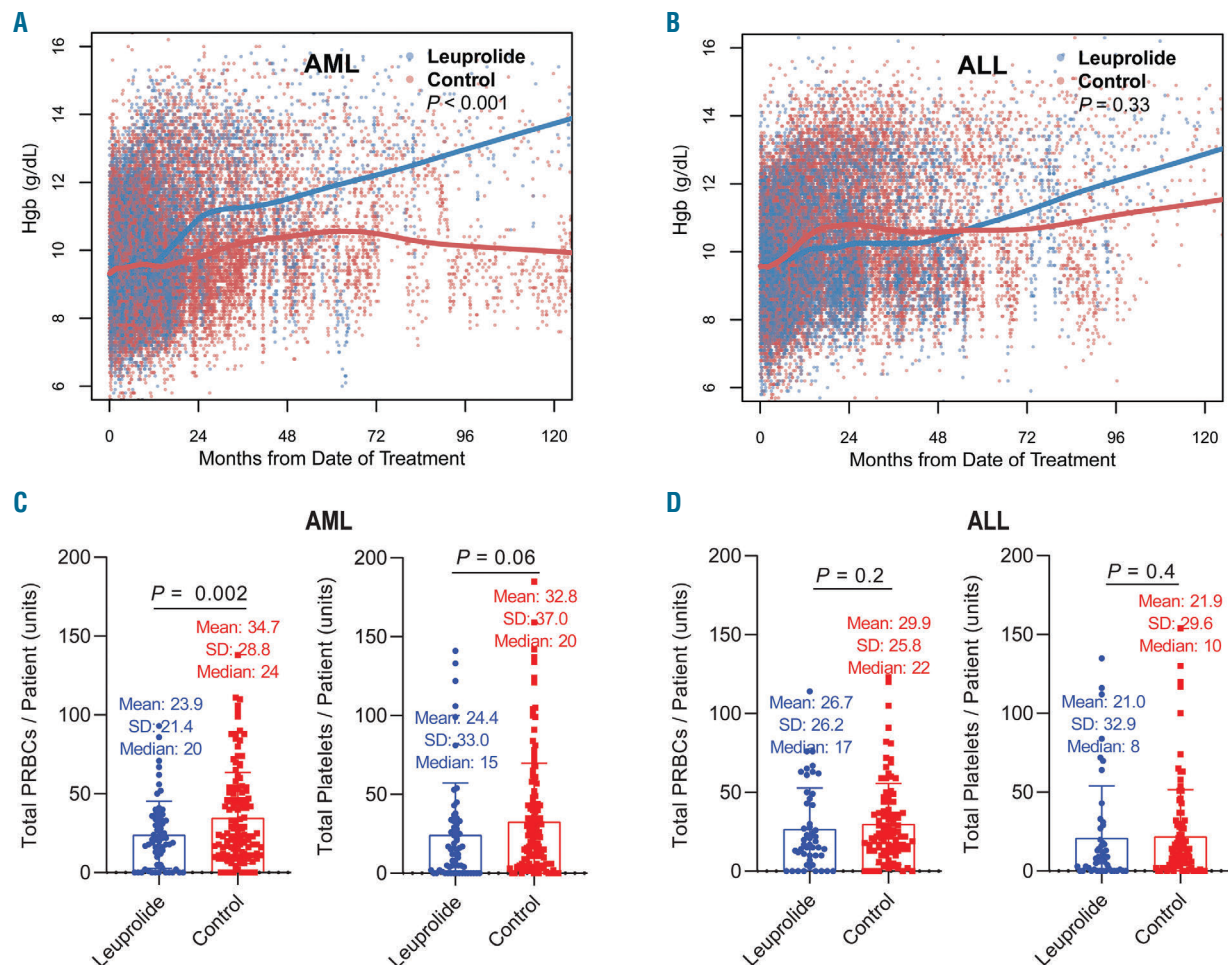 A
AML
Leuprolide
Control
P < 0.001
Hgb (g/dL)
16
14
12
10
8
6
0 24 48 72 96 120
Months from Date of Treatment
B
ALL
Leuprolide
Control
P = 0.33
Hgb (g/dL)
16
14
12
10
8
6
0 24 48 72 96 120
Months from Date of Treatment
C
AML
Total PRBCs / Patient (units)
200
150
100
50
0
P = 0.002
Mean: 34.7
SD: 28.8
Median: 24
Mean: 23.9
SD: 21.4
Median: 20
Leuprolide
Control
Total Platelets / Patient (units)
200
150
100
50
0
P = 0.06
Mean: 32.8
SD: 37.0
Median: 20
Mean: 24.4
SD: 33.0
Median: 15
Leuprolide
Control
D
ALL
Total PRBCs / Patient (units)
200
150
100
50
0
P = 0.2
Mean: 29.9
SD: 25.8
Median: 22
Mean: 26.7
SD: 26.2
Median: 17
Leuprolide
Control
Total Platelets / Patient (units)
200
150
100
50
0
P = 0.4
Mean: 21.9
SD: 29.6
Median: 10
Mean: 21.0
SD: 32.9
Median: 8
Leuprolide
Control